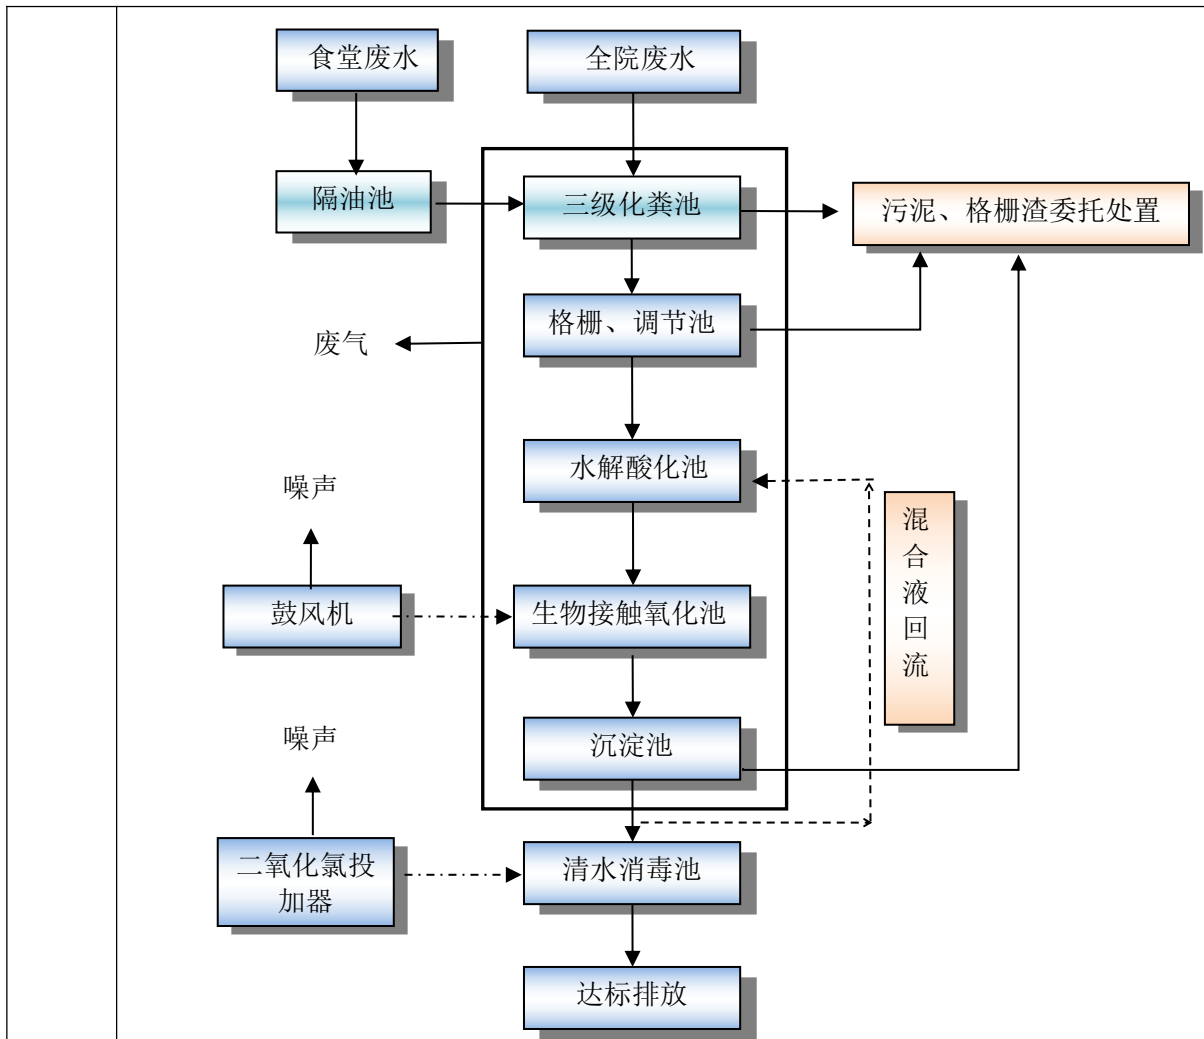 食堂废水
全院废水
隔油池
三级化粪池
污泥、格栅渣委托处置
格栅、调节池
废气
水解酸化池
噪声
混
合
液
回
流
鼓风机
生物接触氧化池
噪声
沉淀池
二氧化氯投
加器
清水消毒池
达标排放